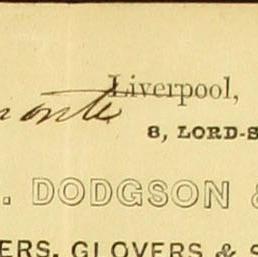 Liverpool,
8, LORD-S
. DODGSON &
ERS, GLOVERS & S